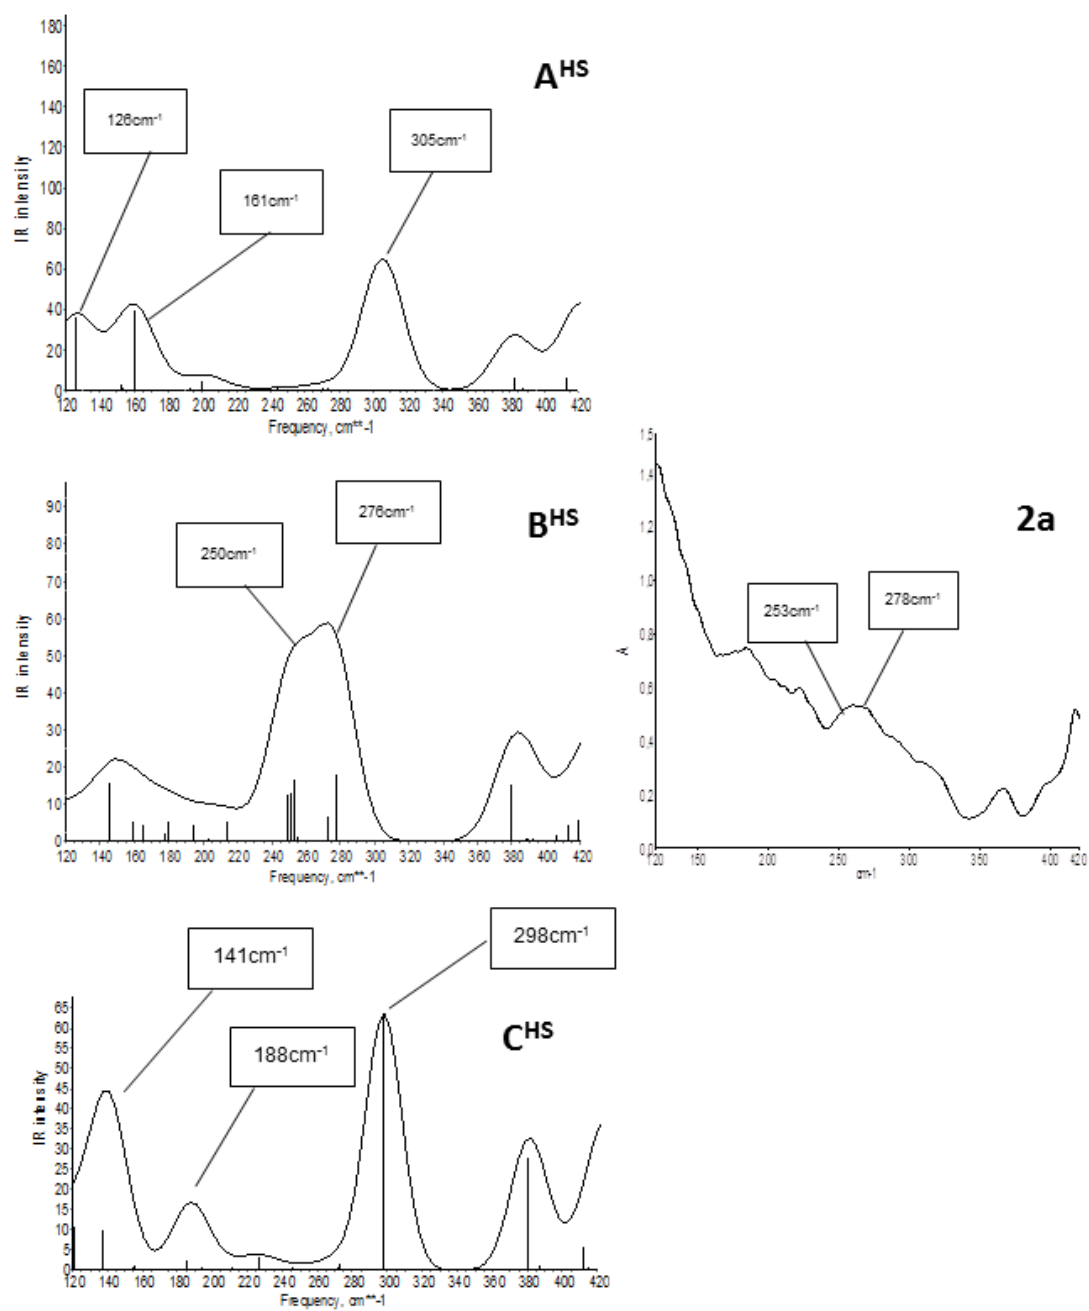 A^HS
180
160
140
120
100
80
60
40
20
0
IR intensity
126cm⁻¹
161cm⁻¹
305cm⁻¹
120 140 160 180 200 220 240 260 280 300 320 340 360 380 400 420
Frequency, cm**-1
B^HS
90
80
70
60
50
40
30
20
10
0
IR intensity
250cm⁻¹
276cm⁻¹
120 140 160 180 200 220 240 260 280 300 320 340 360 380 400 420
Frequency, cm**-1
2a
1,5
1,4
1,2
1,0
0,8
0,6
0,4
0,2
0,0
A
253cm⁻¹
278cm⁻¹
120 150 200 250 300 350 400 420
cm-1
C^HS
65
60
55
50
45
40
35
30
25
20
15
10
5
0
IR intensity
141cm⁻¹
188cm⁻¹
298cm⁻¹
120 140 160 180 200 220 240 260 280 300 320 340 360 380 400 420
Frequency, cm**-1